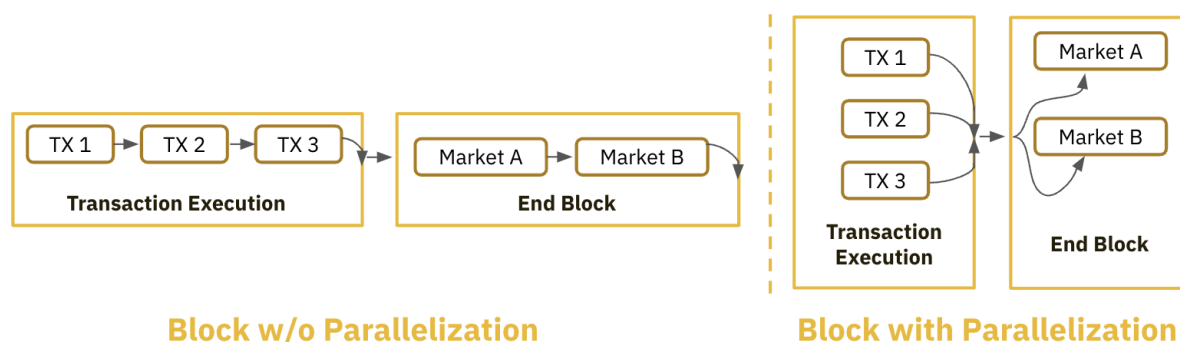 TX 1
TX 2
TX 3
Transaction Execution
Market A
Market B
End Block
Block w/o Parallelization
TX 1
TX 2
TX 3
Transaction
Execution
Market A
Market B
End Block
Block with Parallelization